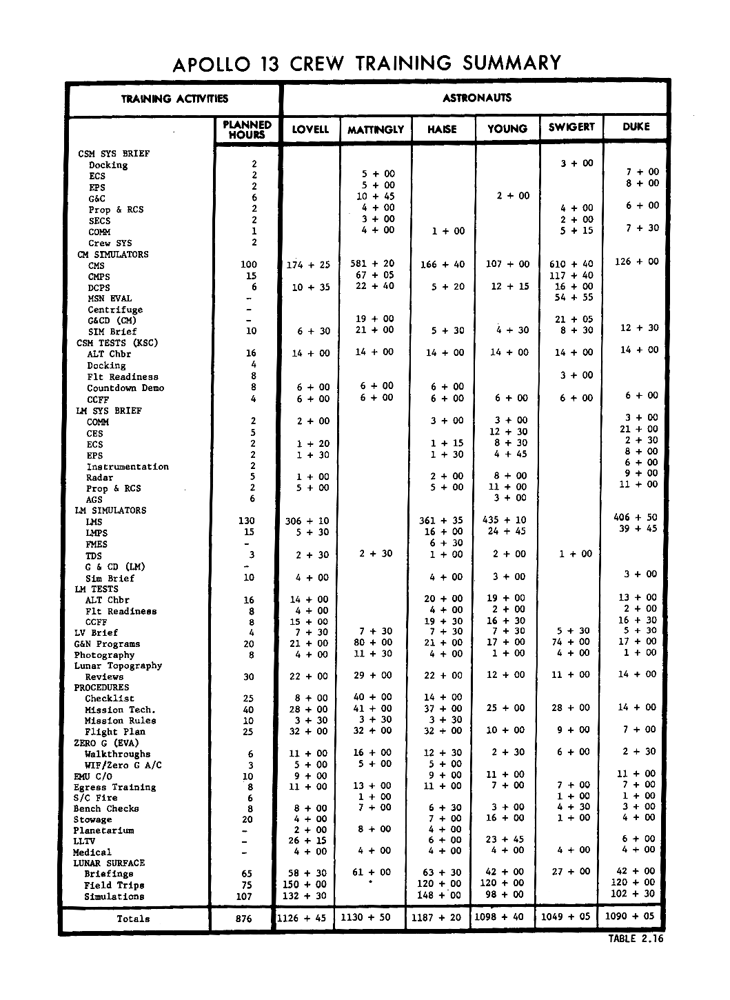 APOLLO 13 CREW TRAINING SUMMARY
TRAINING ACTIVITIES ASTRONAUTS
PLANNED HOURS LOVELL MATTINGLY HAISE YOUNG SWIGERT DUKE
CSM SYS BRIEF
Docking 2 3 + 00
ECS 2 5 + 00 7 + 00
EPS 2 5 + 00 8 + 00
G&C 6 10 + 45 2 + 00
Prop & RCS 2 4 + 00 4 + 00 6 + 00
SECS 2 3 + 00 2 + 00
COMM 1 4 + 00 1 + 00 5 + 15 7 + 30
Crew SYS 2
CM SIMULATORS
CMS 100 174 + 25 581 + 20 166 + 40 107 + 00 610 + 40 126 + 00
CMPS 15 67 + 05 117 + 40
DCPS 6 10 + 35 22 + 40 5 + 20 12 + 15 16 + 00
MSN EVAL - 54 + 55
Centrifuge -
G&CD (CM) - 19 + 00 21 + 05
SIM Brief 10 6 + 30 21 + 00 5 + 30 4 + 30 8 + 30 12 + 30
CSM TESTS (KSC)
ALT Chbr 16 14 + 00 14 + 00 14 + 00 14 + 00 14 + 00 14 + 00
Docking 4
Flt Readiness 8 3 + 00
Countdown Demo 8 6 + 00 6 + 00 6 + 00
CCFF 4 6 + 00 6 + 00 6 + 00 6 + 00 6 + 00 6 + 00
LM SYS BRIEF
COMM 2 2 + 00 3 + 00 3 + 00 3 + 00
CES 5 12 + 30 21 + 00
ECS 2 1 + 20 1 + 15 8 + 30 2 + 30
EPS 2 1 + 30 1 + 30 4 + 45 8 + 00
Instrumentation 2 6 + 00
Radar 5 1 + 00 2 + 00 8 + 00 9 + 00
Prop & RCS 2 5 + 00 5 + 00 11 + 00 11 + 00
AGS 6 3 + 00
LM SIMULATORS
LMS 130 306 + 10 361 + 35 435 + 10 406 + 50
LMPS 15 5 + 30 16 + 00 24 + 45 39 + 45
FMES - 6 + 30
TDS 3 2 + 30 2 + 30 1 + 00 2 + 00 1 + 00
G & CD (LM) -
Sim Brief 10 4 + 00 4 + 00 3 + 00 3 + 00
LM TESTS
ALT Chbr 16 14 + 00 20 + 00 19 + 00 13 + 00
Flt Readiness 8 4 + 00 4 + 00 2 + 00 2 + 00
CCFF 8 15 + 00 19 + 30 16 + 30 16 + 30
LV Brief 4 7 + 30 7 + 30 7 + 30 7 + 30 5 + 30 5 + 30
G&N Programs 20 21 + 00 80 + 00 21 + 00 17 + 00 74 + 00 17 + 00
Photography 8 4 + 00 11 + 30 4 + 00 1 + 00 4 + 00 1 + 00
Lunar Topography
Reviews 30 22 + 00 29 + 00 22 + 00 12 + 00 11 + 00 14 + 00
PROCEDURES
Checklist 25 8 + 00 40 + 00 14 + 00
Mission Tech. 40 28 + 00 41 + 00 37 + 00 25 + 00 28 + 00 14 + 00
Mission Rules 10 3 + 30 3 + 30 3 + 30
Flight Plan 25 32 + 00 32 + 00 32 + 00 10 + 00 9 + 00 7 + 00
ZERO G (EVA)
Walkthroughs 6 11 + 00 16 + 00 12 + 30 2 + 30 6 + 00 2 + 30
WIF/Zero G A/C 3 5 + 00 5 + 00 5 + 00
EMU C/O 10 9 + 00 9 + 00 11 + 00 11 + 00
Egress Training 8 11 + 00 13 + 00 11 + 00 7 + 00 7 + 00 7 + 00
S/C Fire 6 1 + 00 1 + 00 1 + 00
Bench Checks 8 8 + 00 7 + 00 6 + 30 3 + 00 4 + 30 3 + 00
Stowage 20 4 + 00 7 + 00 16 + 00 1 + 00 4 + 00
Planetarium - 2 + 00 8 + 00 4 + 00
LLTV - 26 + 15 6 + 00 23 + 45 6 + 00
Medical - 4 + 00 4 + 00 4 + 00 4 + 00 4 + 00 4 + 00
LUNAR SURFACE
Briefings 65 58 + 30 61 + 00 63 + 30 42 + 00 27 + 00 42 + 00
Field Trips 75 150 + 00 * 120 + 00 120 + 00 120 + 00
Simulations 107 132 + 30 148 + 00 98 + 00 102 + 30
Totals 876 1126 + 45 1130 + 50 1187 + 20 1098 + 40 1049 + 05 1090 + 05
TABLE 2.16